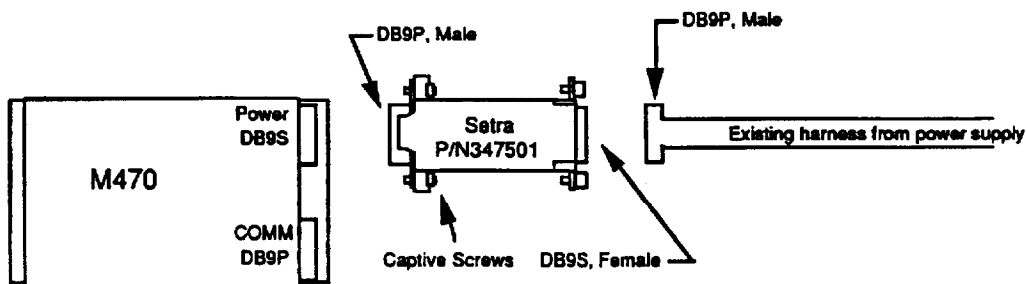 DB9P, Male
DB9P, Male
Power
DB9S
Setra
P/N347501
Existing harness from power supply
M470
COMM
DB9P
Captive Screws
DB9S, Female